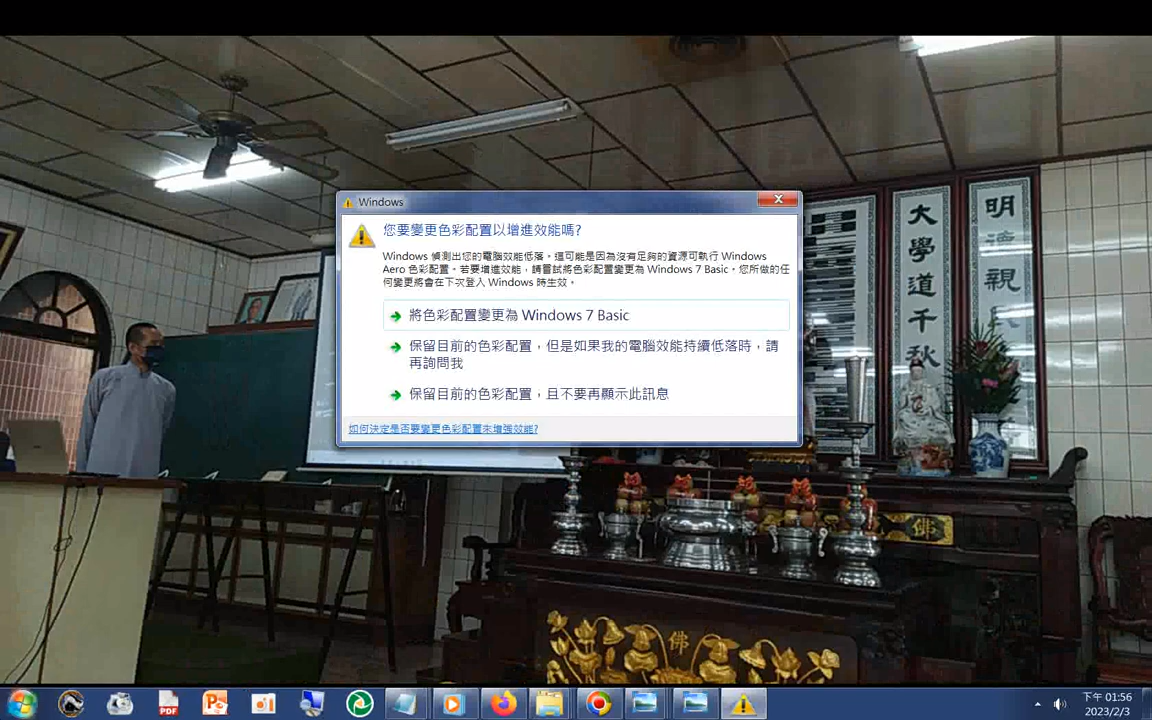 Windows
您要變更色彩配置以增進效能嗎?
Windows 偵測出您的電腦效能低落。這可能是因為沒有足夠的資源可執行 Windows
Aero 色彩配置。若要增進效能，請嘗試將色彩配置變更為 Windows 7 Basic。您所做的任
何變更將會在下次登入 Windows 時生效。
將色彩配置變更為 Windows 7 Basic
保留目前的色彩配置，但是如果我的電腦效能持續低落時，請
再詢問我
保留目前的色彩配置，且不要再顯示此訊息
如何決定是否要變更色彩配置來增強效能?
明德親民
大學道千秋
佛
佛
PDF
下午 01:56
2023/2/3